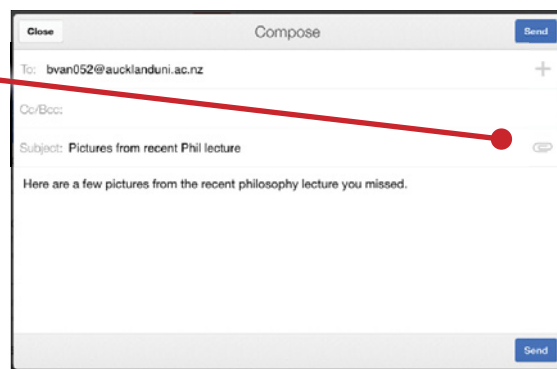 Close Compose Send
To: bvan052@aucklanduni.ac.nz
Cc/Bcc:
Subject: Pictures from recent Phil lecture
Here are a few pictures from the recent philosophy lecture you missed.
Send